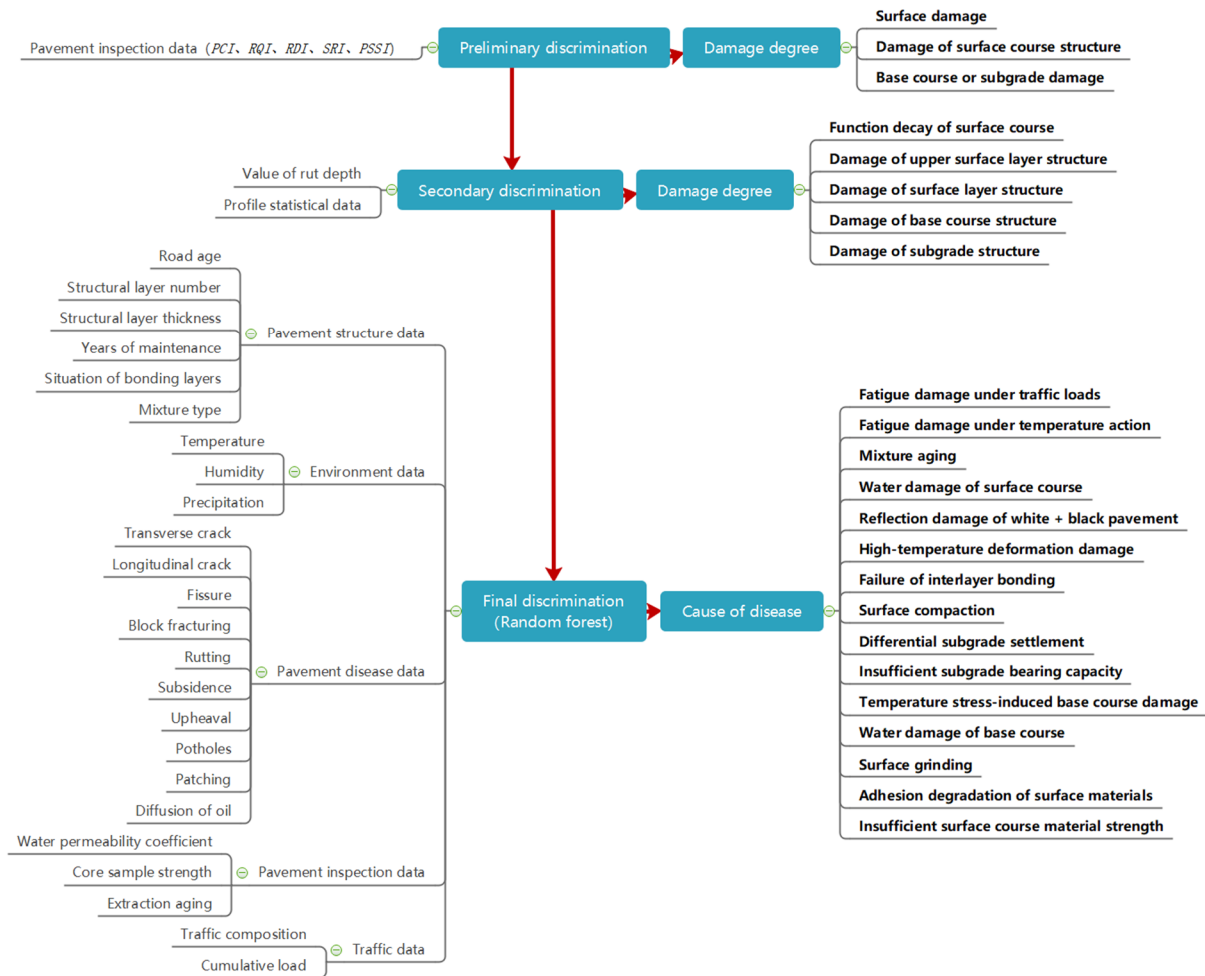 Pavement inspection data（PCI、RQI、RDI、SRI、PSSI）
Preliminary discrimination
Damage degree
Surface damage
Damage of surface course structure
Base course or subgrade damage
Value of rut depth
Profile statistical data
Secondary discrimination
Damage degree
Function decay of surface course
Damage of upper surface layer structure
Damage of surface layer structure
Damage of base course structure
Damage of subgrade structure
Road age
Structural layer number
Structural layer thickness
Years of maintenance
Situation of bonding layers
Mixture type
Pavement structure data
Temperature
Humidity
Precipitation
Environment data
Transverse crack
Longitudinal crack
Fissure
Block fracturing
Rutting
Subsidence
Upheaval
Potholes
Patching
Diffusion of oil
Pavement disease data
Water permeability coefficient
Core sample strength
Extraction aging
Pavement inspection data
Traffic composition
Cumulative load
Traffic data
Final discrimination
(Random forest)
Cause of disease
Fatigue damage under traffic loads
Fatigue damage under temperature action
Mixture aging
Water damage of surface course
Reflection damage of white + black pavement
High-temperature deformation damage
Failure of interlayer bonding
Surface compaction
Differential subgrade settlement
Insufficient subgrade bearing capacity
Temperature stress-induced base course damage
Water damage of base course
Surface grinding
Adhesion degradation of surface materials
Insufficient surface course material strength